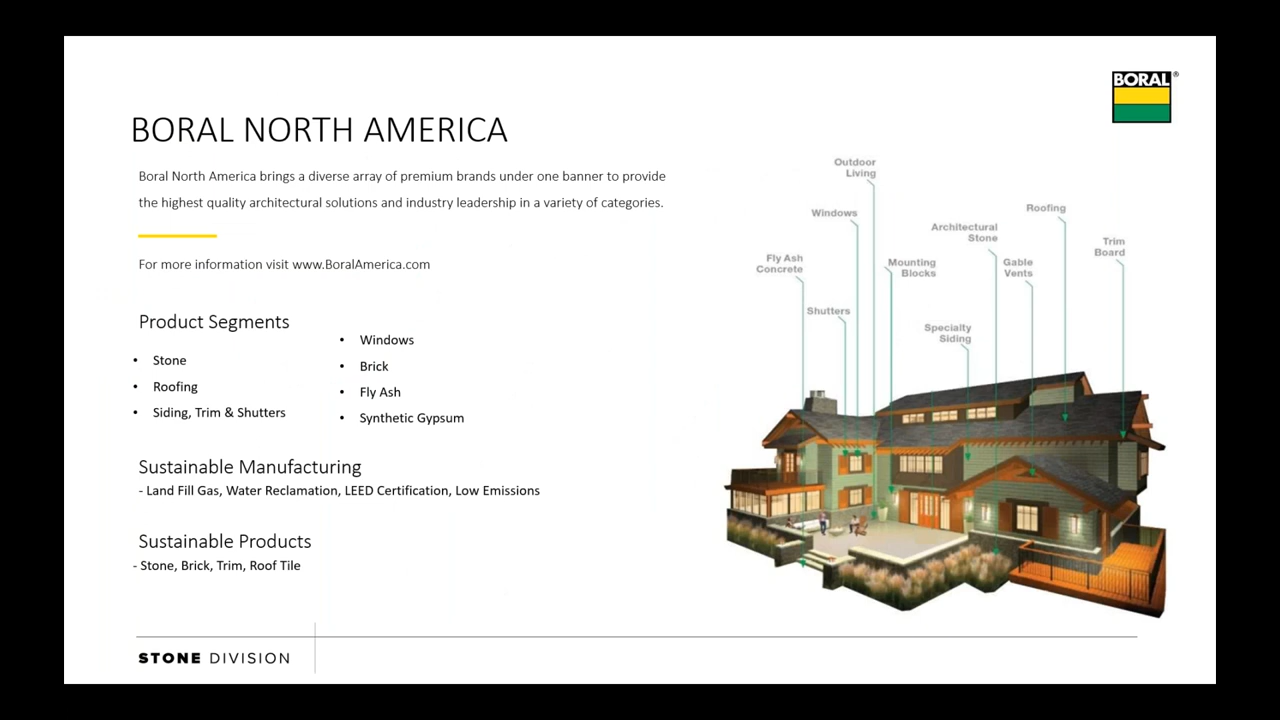 BORAL®
BORAL NORTH AMERICA
Boral North America brings a diverse array of premium brands under one banner to provide
the highest quality architectural solutions and industry leadership in a variety of categories.
For more information visit www.BoralAmerica.com
Product Segments
• Stone
• Roofing
• Siding, Trim & Shutters
• Windows
• Brick
• Fly Ash
• Synthetic Gypsum
Sustainable Manufacturing
- Land Fill Gas, Water Reclamation, LEED Certification, Low Emissions
Sustainable Products
- Stone, Brick, Trim, Roof Tile
Outdoor
Living
Windows
Fly Ash
Concrete
Shutters
Mounting
Blocks
Architectural
Stone
Specialty
Siding
Gable
Vents
Roofing
Trim
Board
STONE DIVISION